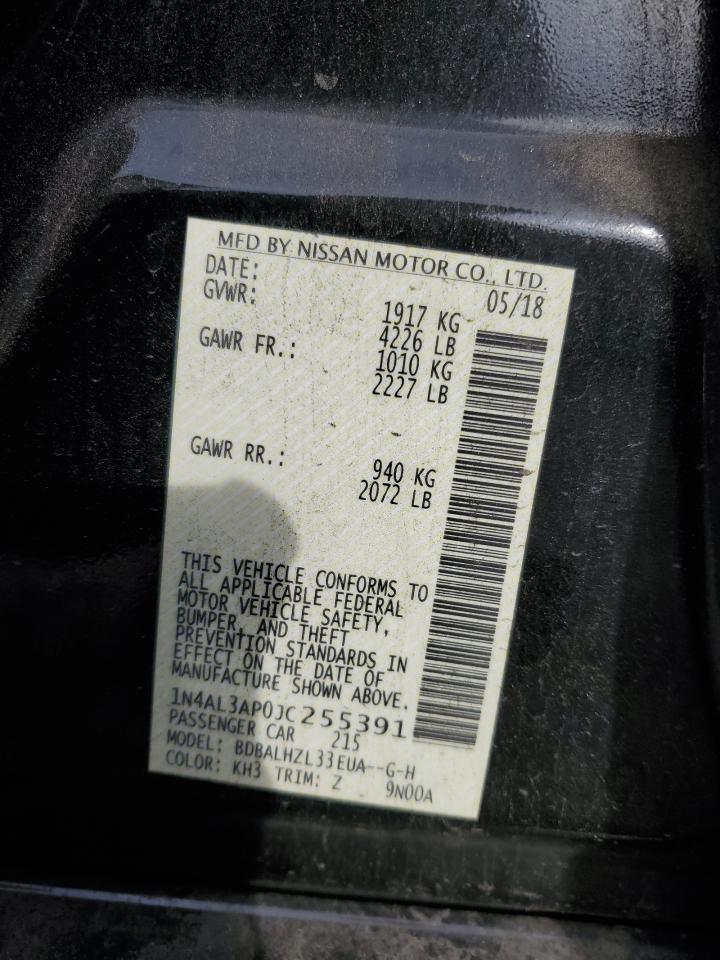 MFD BY NISSAN MOTOR CO., LTD.
DATE: 05/18
GVWR: 1917 KG
4226 LB
GAWR FR.: 1010 KG
2227 LB
GAWR RR.: 940 KG
2072 LB
THIS VEHICLE CONFORMS TO
ALL APPLICABLE FEDERAL
MOTOR VEHICLE SAFETY,
BUMPER, AND THEFT
PREVENTION STANDARDS IN
EFFECT ON THE DATE OF
MANUFACTURE SHOWN ABOVE.
1N4AL3AP0JC255391
PASSENGER CAR 215
MODEL: BDBALHZL33EUA--G-H
COLOR: KH3 TRIM: Z 9N00A